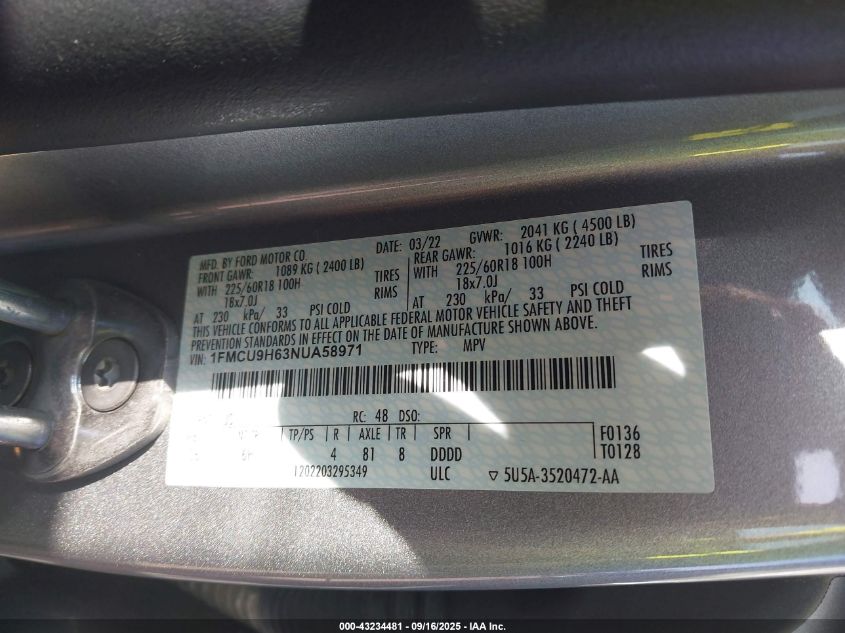 MFD. BY FORD MOTOR CO. DATE: 03/22 GVWR: 2041 KG ( 4500 LB)
FRONT GAWR: 1089 KG ( 2400 LB) REAR GAWR: 1016 KG ( 2240 LB)
WITH 225/60R18 100H TIRES WITH 225/60R18 100H TIRES
18x7.0J RIMS 18x7.0J RIMS
AT 230 kPa/ 33 PSI COLD AT 230 kPa/ 33 PSI COLD
THIS VEHICLE CONFORMS TO ALL APPLICABLE FEDERAL MOTOR VEHICLE SAFETY AND THEFT
PREVENTION STANDARDS IN EFFECT ON THE DATE OF MANUFACTURE SHOWN ABOVE.
VIN: 1FMCU9H63NUA58971 TYPE: MPV
RC: 48 DSO:
TP/PS R AXLE TR SPR F0136
4 81 8 DDDD T0128
1202203295349 ULC ▽ 5U5A-3520472-AA
000-43234481 - 09/16/2025 - IAA Inc.